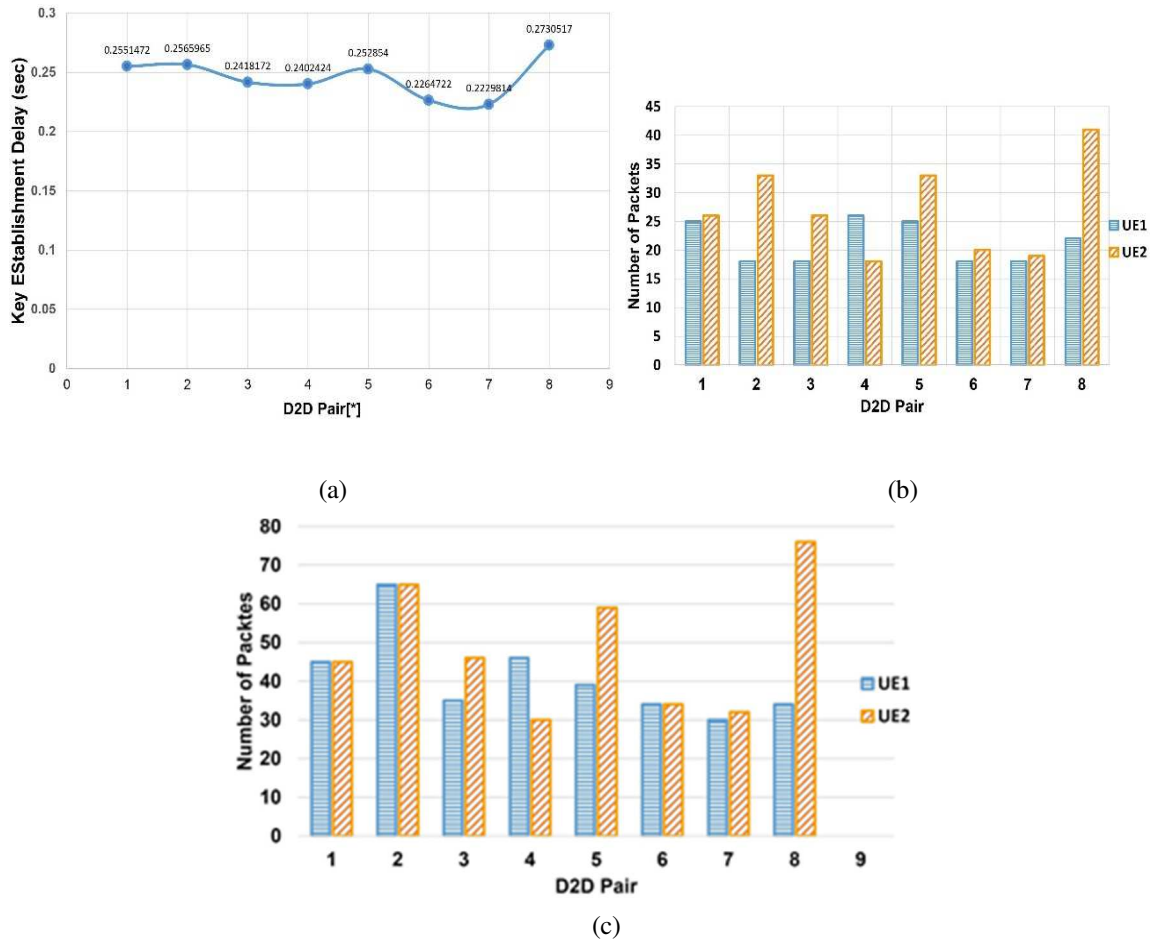 0.3
0.25
0.2
0.15
0.1
0.05
0
Key EStablishment Delay (sec)
0.2551472
0.2565965
0.2418172
0.2402424
0.252854
0.2264722
0.2229814
0.2730517
0 1 2 3 4 5 6 7 8 9
D2D Pair[*]
(a)
45
40
35
30
25
20
15
10
5
0
Number of Packets
1 2 3 4 5 6 7 8
D2D Pair
UE1
UE2
(b)
80
70
60
50
40
30
20
10
0
Number of Packtes
1 2 3 4 5 6 7 8 9
D2D Pair
UE1
UE2
(c)